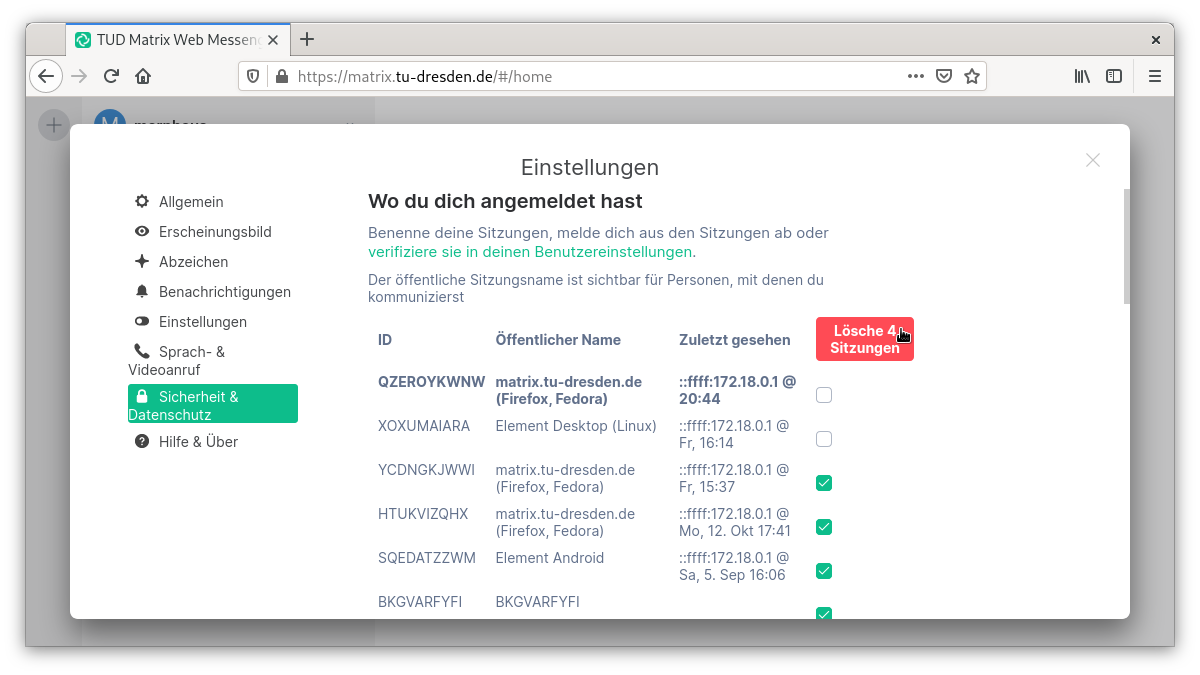 TUD Matrix Web Messeng
https://matrix.tu-dresden.de/#/home
Einstellungen
Allgemein
Erscheinungsbild
Abzeichen
Benachrichtigungen
Einstellungen
Sprach- &
Videoanruf
Sicherheit &
Datenschutz
Hilfe & Über
Wo du dich angemeldet hast
Benenne deine Sitzungen, melde dich aus den Sitzungen ab oder
verifiziere sie in deinen Benutzereinstellungen.
Der öffentliche Sitzungsname ist sichtbar für Personen, mit denen du
kommunizierst
ID Öffentlicher Name Zuletzt gesehen
Lösche 4
Sitzungen
QZEROYKWNW matrix.tu-dresden.de ::ffff:172.18.0.1 @
(Firefox, Fedora) 20:44
XOXUMAIARA Element Desktop (Linux) ::ffff:172.18.0.1 @
Fr, 16:14
YCDNGKJWWI matrix.tu-dresden.de ::ffff:172.18.0.1 @
(Firefox, Fedora) Fr, 15:37
HTUKVIZQHX matrix.tu-dresden.de ::ffff:172.18.0.1 @
(Firefox, Fedora) Mo, 12. Okt 17:41
SQEDATZZWM Element Android ::ffff:172.18.0.1 @
Sa, 5. Sep 16:06
BKGVARFYFI BKGVARFYFI